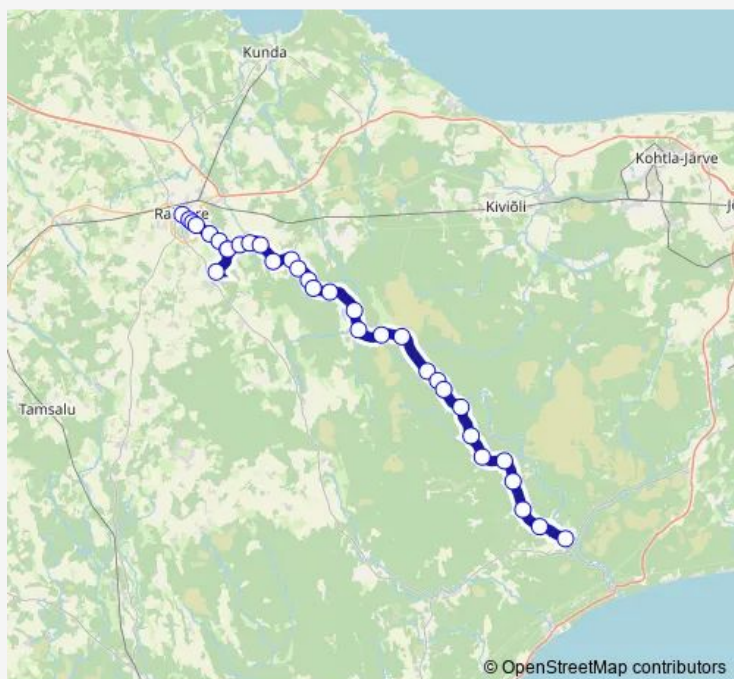 Kunda
Kohtla-Järve
Kiviõli
Tamsalu
© OpenStreetMap contributors